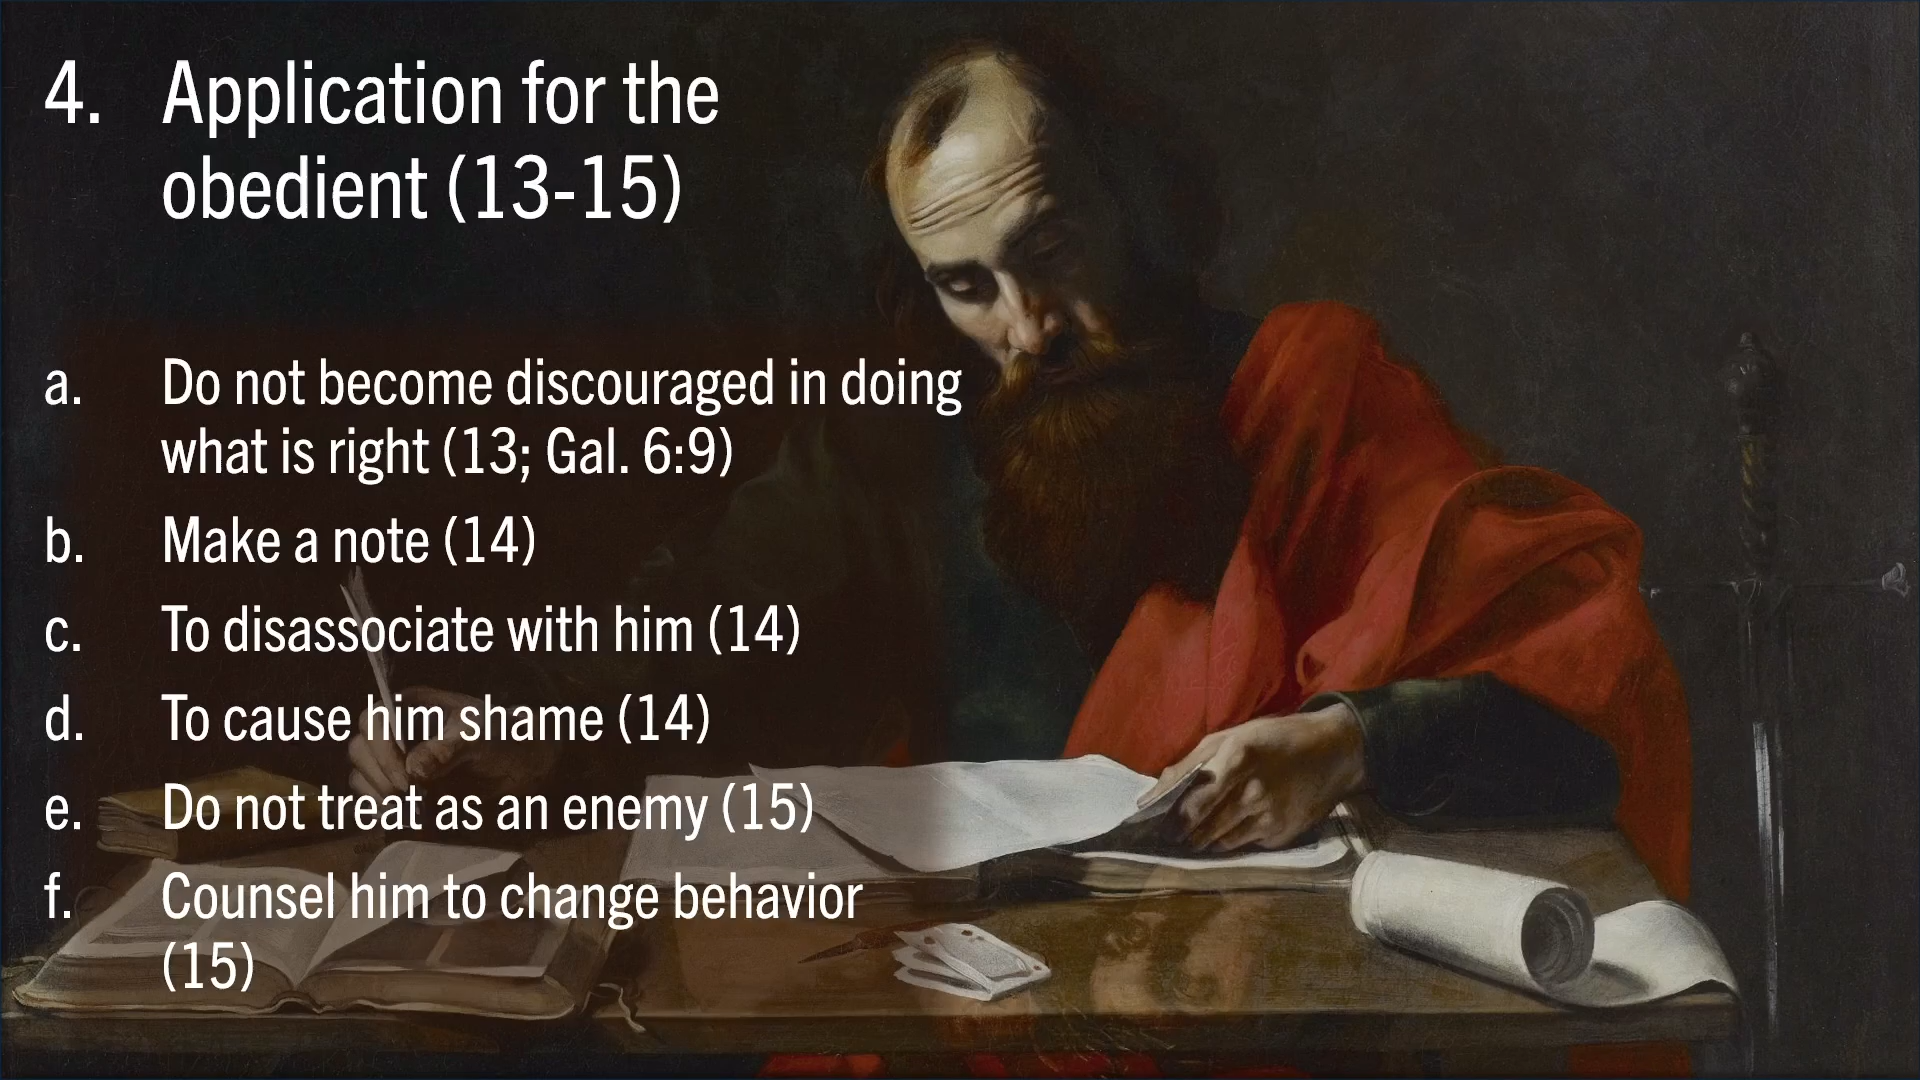 4. Application for the
obedient (13-15)
a. Do not become discouraged in doing
what is right (13; Gal. 6:9)
b. Make a note (14)
c. To disassociate with him (14)
d. To cause him shame (14)
e. Do not treat as an enemy (15)
f. Counsel him to change behavior
(15)